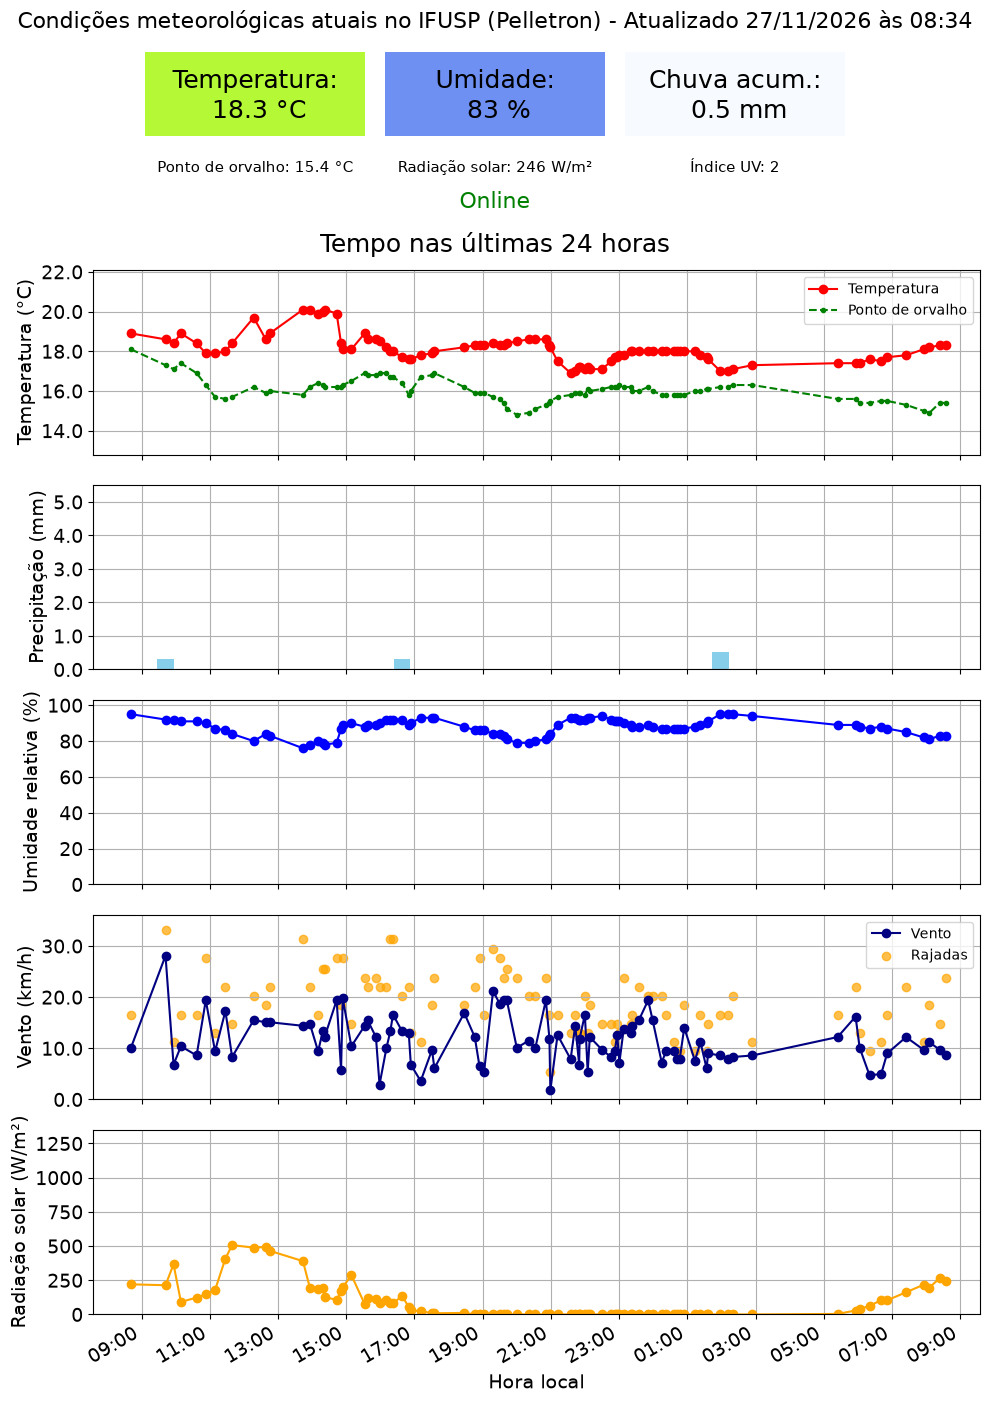 Condições meteorológicas atuais no IFUSP (Pelletron) - Atualizado 27/11/2026 às 08:34
Temperatura:
18.3 °C
Umidade:
83 %
Chuva acum.:
0.5 mm
Ponto de orvalho: 15.4 °C
Radiação solar: 246 W/m²
Índice UV: 2
Online
Tempo nas últimas 24 horas
Temperatura (°C)
22.0
20.0
18.0
16.0
14.0
Temperatura
Ponto de orvalho
Precipitação (mm)
5.0
4.0
3.0
2.0
1.0
0.0
Umidade relativa (%)
100
80
60
40
20
0
Vento (km/h)
30.0
20.0
10.0
0.0
Vento
Rajadas
Radiação solar (W/m²)
1250
1000
750
500
250
0
09:00
11:00
13:00
15:00
17:00
19:00
21:00
23:00
01:00
03:00
05:00
07:00
09:00
Hora local